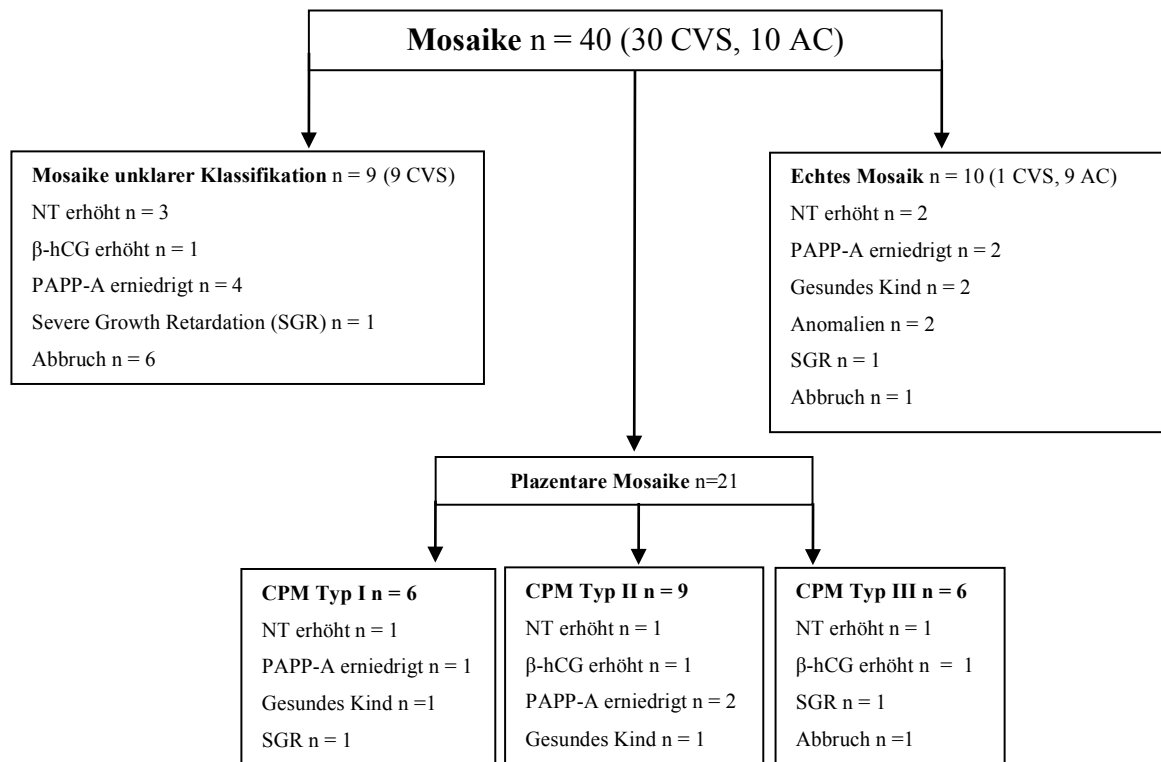 Mosaike n = 40 (30 CVS, 10 AC)
Mosaike unklarer Klassifikation n = 9 (9 CVS)
NT erhöht n = 3
β-hCG erhöht n = 1
PAPP-A erniedrigt n = 4
Severe Growth Retardation (SGR) n = 1
Abbruch n = 6
Echtes Mosaik n = 10 (1 CVS, 9 AC)
NT erhöht n = 2
PAPP-A erniedrigt n = 2
Gesundes Kind n = 2
Anomalien n = 2
SGR n = 1
Abbruch n = 1
Plazentare Mosaike n=21
CPM Typ I n = 6
NT erhöht n = 1
PAPP-A erniedrigt n = 1
Gesundes Kind n =1
SGR n = 1
CPM Typ II n = 9
NT erhöht n = 1
β-hCG erhöht n = 1
PAPP-A erniedrigt n = 2
Gesundes Kind n = 1
CPM Typ III n = 6
NT erhöht n = 1
β-hCG erhöht n = 1
SGR n = 1
Abbruch n =1